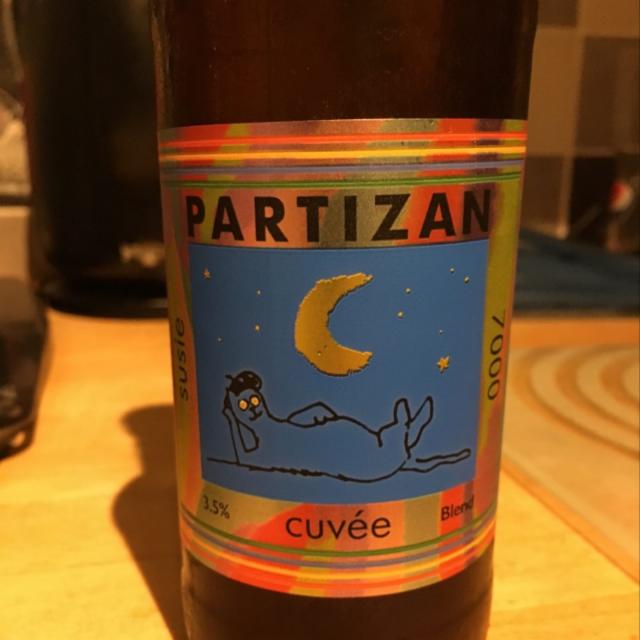 PARTIZAN
susie
7000
3.5%
cuvée
Blend